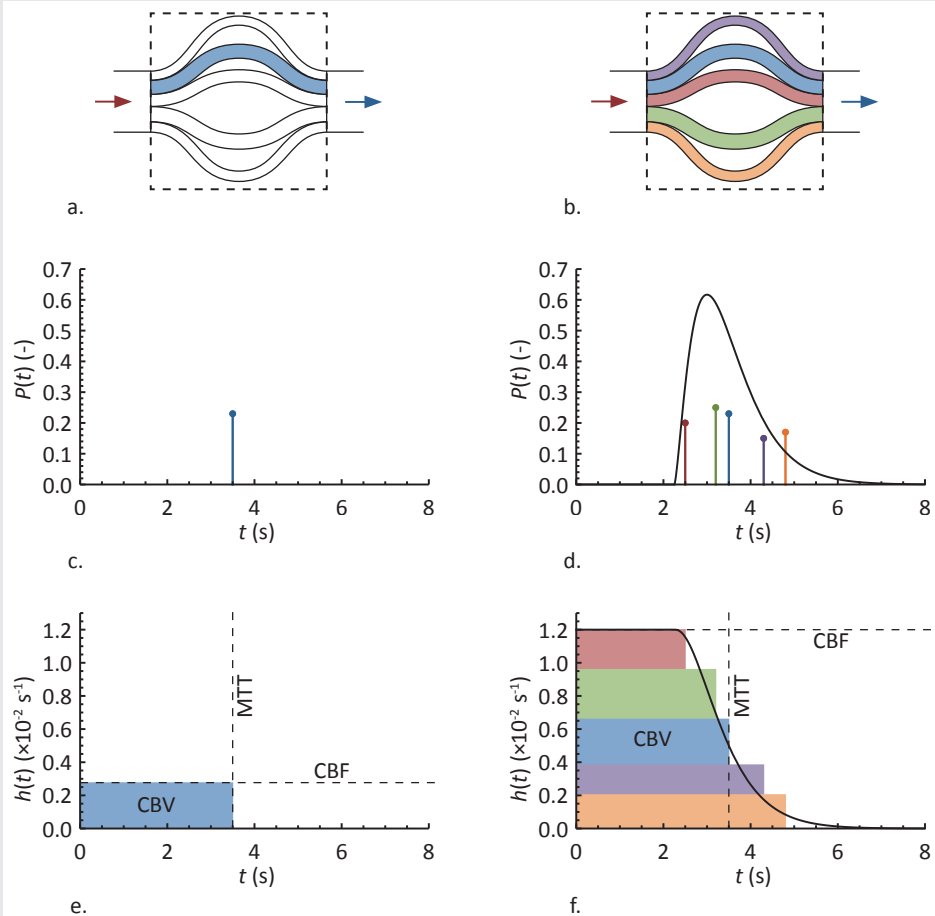 a.
b.
P(t) (-)
0.7
0.6
0.5
0.4
0.3
0.2
0.1
0.0
0 2 4 6 8
t (s)
c.
P(t) (-)
0.7
0.6
0.5
0.4
0.3
0.2
0.1
0.0
0 2 4 6 8
t (s)
d.
h(t) (×10⁻² s⁻¹)
1.2
1.0
0.8
0.6
0.4
0.2
0.0
MTT
CBF
CBV
0 2 4 6 8
t (s)
e.
h(t) (×10⁻² s⁻¹)
1.2
1.0
0.8
0.6
0.4
0.2
0.0
CBF
MTT
CBV
0 2 4 6 8
t (s)
f.